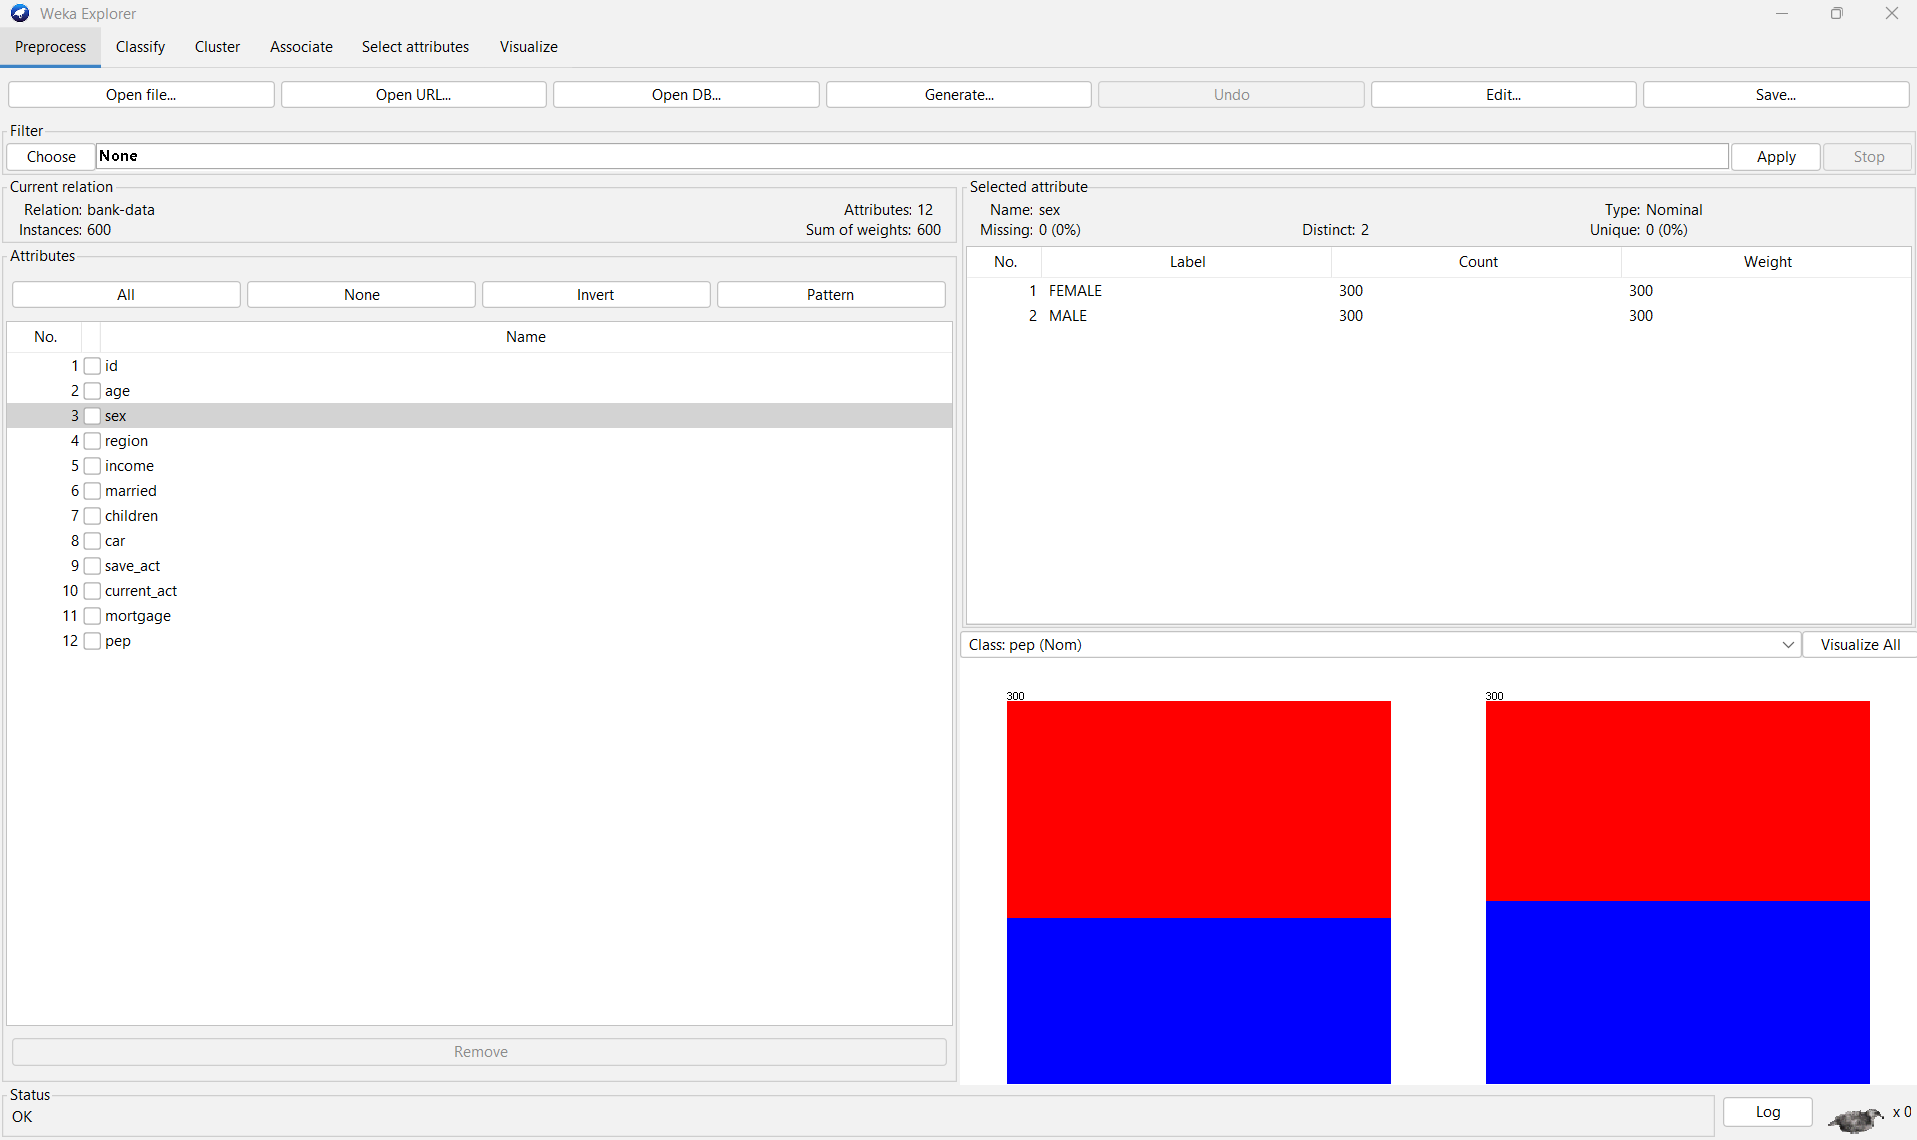 Weka Explorer
Preprocess Classify Cluster Associate Select attributes Visualize
Open file... Open URL... Open DB... Generate... Undo Edit... Save...
Filter
Choose None Apply Stop
Current relation
Relation: bank-data Attributes: 12
Instances: 600 Sum of weights: 600
Attributes
All None Invert Pattern
No. Name
1 id
2 age
3 sex
4 region
5 income
6 married
7 children
8 car
9 save_act
10 current_act
11 mortgage
12 pep
Remove
Selected attribute
Name: sex Type: Nominal
Missing: 0 (0%) Distinct: 2 Unique: 0 (0%)
No. Label Count Weight
1 FEMALE 300 300
2 MALE 300 300
Class: pep (Nom) Visualize All
300 300
Status
OK
Log x 0